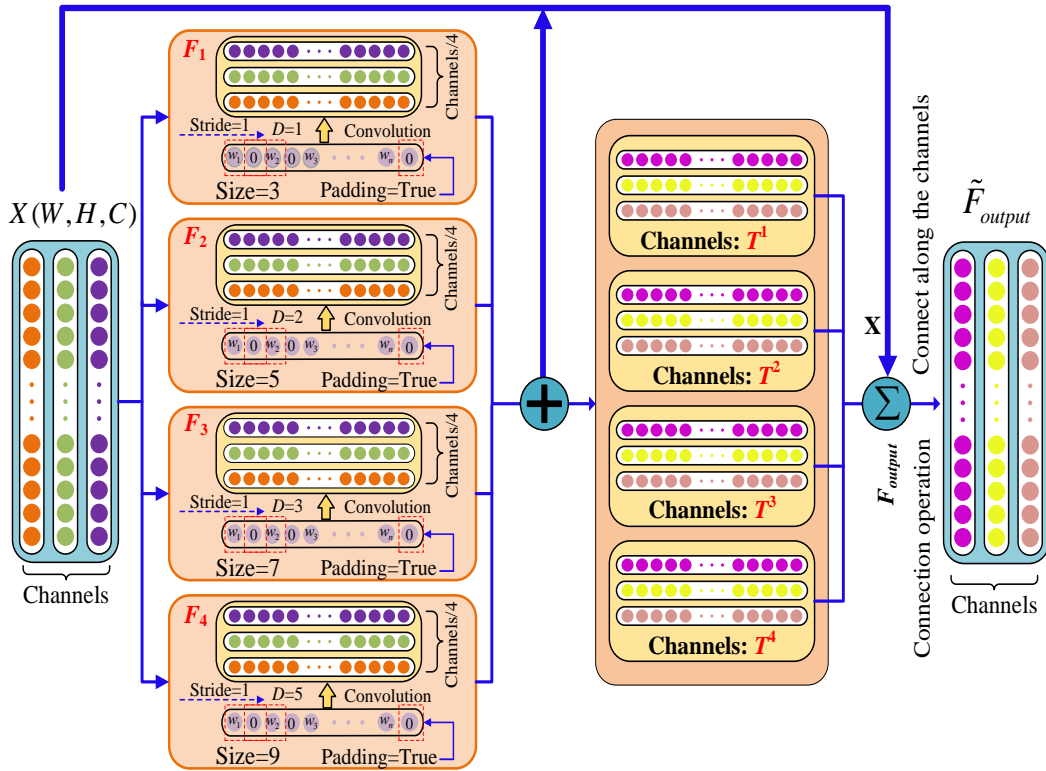 X(W,H,C)
Channels
F₁
Channels/4
Stride=1
D=1
Convolution
w₁ 0 w₂ 0 w₃ · · · wₙ 0
Size=3
Padding=True
F₂
Channels/4
Stride=1
D=2
Convolution
w₁ 0 w₂ 0 w₃ · · · wₙ 0
Size=5
Padding=True
F₃
Channels/4
Stride=1
D=3
Convolution
w₁ 0 w₂ 0 w₃ · · · wₙ 0
Size=7
Padding=True
F₄
Channels/4
Stride=1
D=5
Convolution
w₁ 0 w₂ 0 w₃ · · · wₙ 0
Size=9
Padding=True
+
Channels: T¹
Channels: T²
Channels: T³
Channels: T⁴
X
Σ
F_output
Connect along the channels
Connection operation
F̃_output
Channels